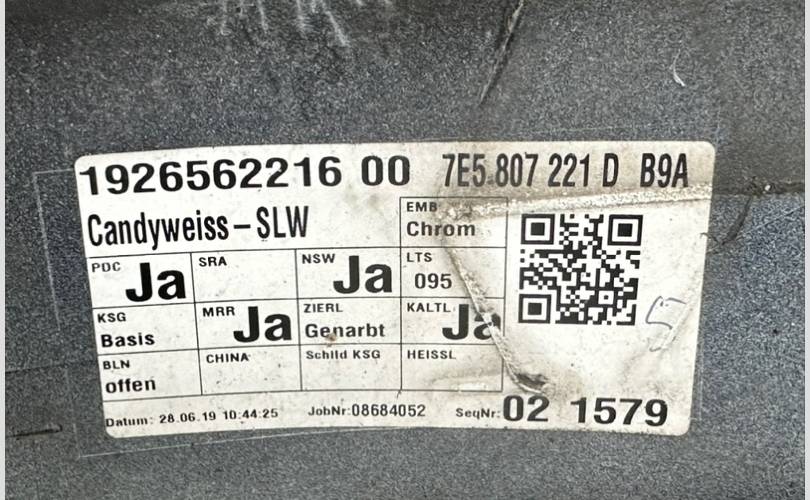 1926562216 00 7E5.807 221 D B9A
Candyweiss-SLW
EMB
Chrom
PDC Ja
SRA
NSW Ja
LTS
095
KSG
Basis
MRR Ja
ZIERL
Genarbt
KALTL Ja
BLN
offen
CHINA
Schild KSG
HEISSL
Datum: 28.06.19 10:44:25 JobNr:08684052 SeqNr:02 1579